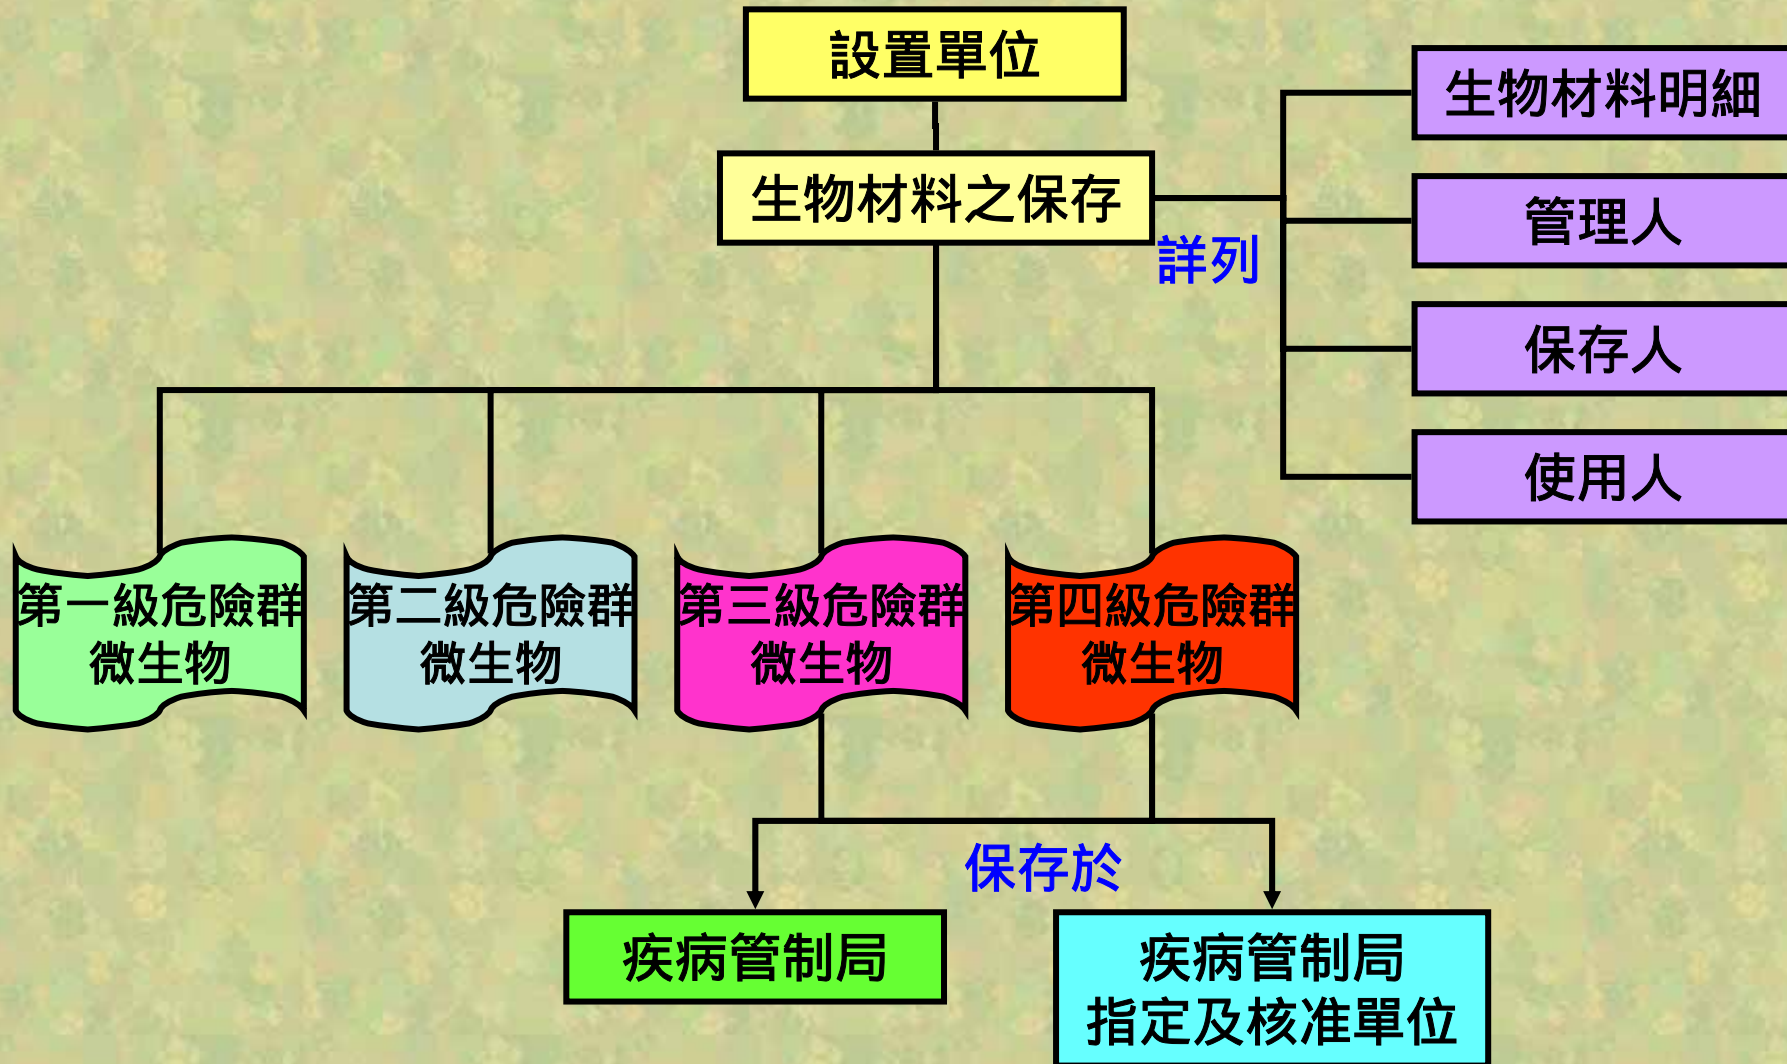 設置單位
生物材料之保存
詳列
生物材料明細
管理人
保存人
使用人
第一級危險群
微生物
第二級危險群
微生物
第三級危險群
微生物
第四級危險群
微生物
保存於
疾病管制局
疾病管制局
指定及核准單位